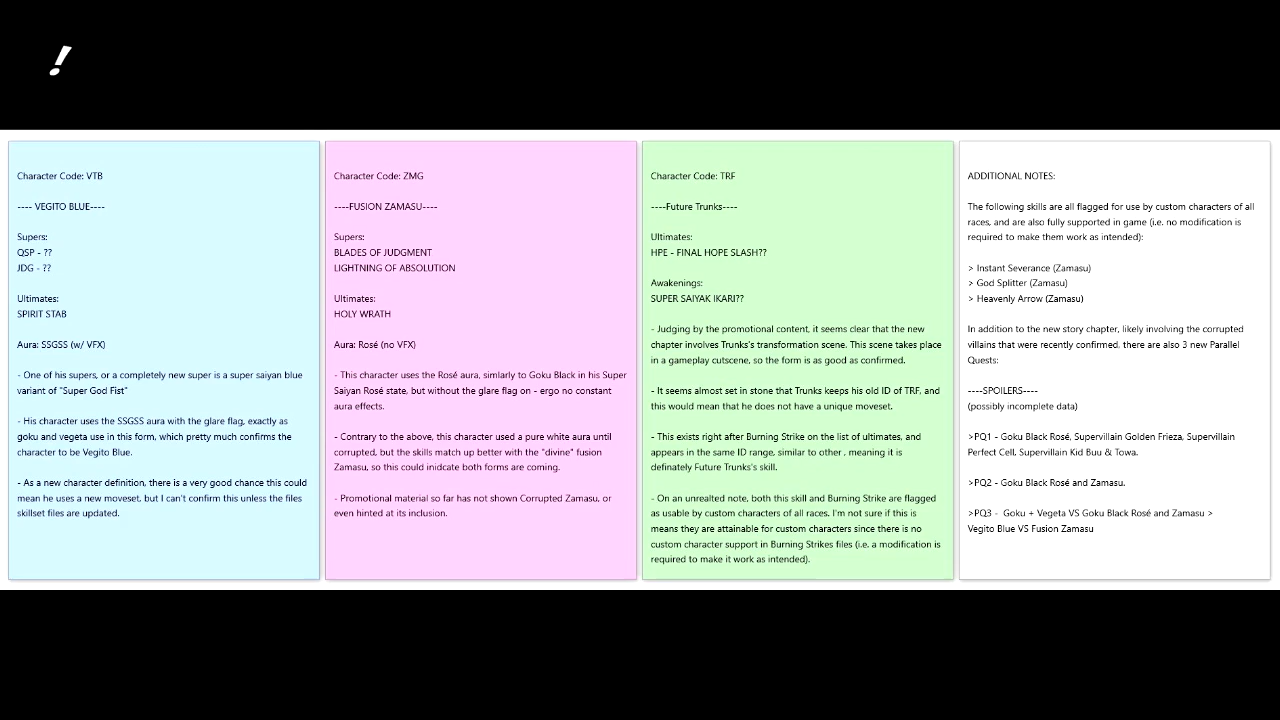 !
Character Code: VTB
---- VEGITO BLUE----
Supers:
QSP - ??
JDG - ??
Ultimates:
SPIRIT STAB
Aura: SSGSS (w/ VFX)
- One of his supers, or a completely new super is a super saiyan blue
variant of "Super God Fist"
- His character uses the SSGSS aura with the glare flag, exactly as
goku and vegeta use in this form, which pretty much confirms the
character to be Vegito Blue.
- As a new character definition, there is a very good chance this could
mean he uses a new moveset, but I can't confirm this unless the files
skillset files are updated.
Character Code: ZMG
----FUSION ZAMASU----
Supers:
BLADES OF JUDGMENT
LIGHTNING OF ABSOLUTION
Ultimates:
HOLY WRATH
Aura: Rosé (no VFX)
- This character uses the Rosé aura, simlarly to Goku Black in his Super
Saiyan Rosé state, but without the glare flag on - ergo no constant
aura effects.
- Contrary to the above, this character used a pure white aura until
corrupted, but the skills match up better with the "divine" fusion
Zamasu, so this could inidcate both forms are coming.
- Promotional material so far has not shown Corrupted Zamasu, or
even hinted at its inclusion.
Character Code: TRF
----Future Trunks----
Ultimates:
HPE - FINAL HOPE SLASH??
Awakenings:
SUPER SAIYAK IKARI??
- Judging by the promotional content, it seems clear that the new
chapter involves Trunks's transformation scene. This scene takes place
in a gameplay cutscene, so the form is as good as confirmed.
- It seems almost set in stone that Trunks keeps his old ID of TRF, and
this would mean that he does not have a unique moveset.
- This exists right after Burning Strike on the list of ultimates, and
appears in the same ID range, similar to other . meaning it is
definately Future Trunks's skill.
- On an unrealted note, both this skill and Burning Strike are flagged
as usable by custom characters of all races. I'm not sure if this is
means they are attainable for custom characters since there is no
custom character support in Burning Strikes files (i.e. a modification is
required to make it work as intended).
ADDITIONAL NOTES:
The following skills are all flagged for use by custom characters of all
races, and are also fully supported in game (i.e. no modification is
required to make them work as intended):
> Instant Severance (Zamasu)
> God Splitter (Zamasu)
> Heavenly Arrow (Zamasu)
In addition to the new story chapter, likely involving the corrupted
villains that were recently confirmed, there are also 3 new Parallel
Quests:
----SPOILERS----
(possibly incomplete data)
>PQ1 - Goku Black Rosé, Supervillain Golden Frieza, Supervillain
Perfect Cell, Supervillain Kid Buu & Towa.
>PQ2 - Goku Black Rosé and Zamasu.
>PQ3 -  Goku + Vegeta VS Goku Black Rosé and Zamasu >
Vegito Blue VS Fusion Zamasu